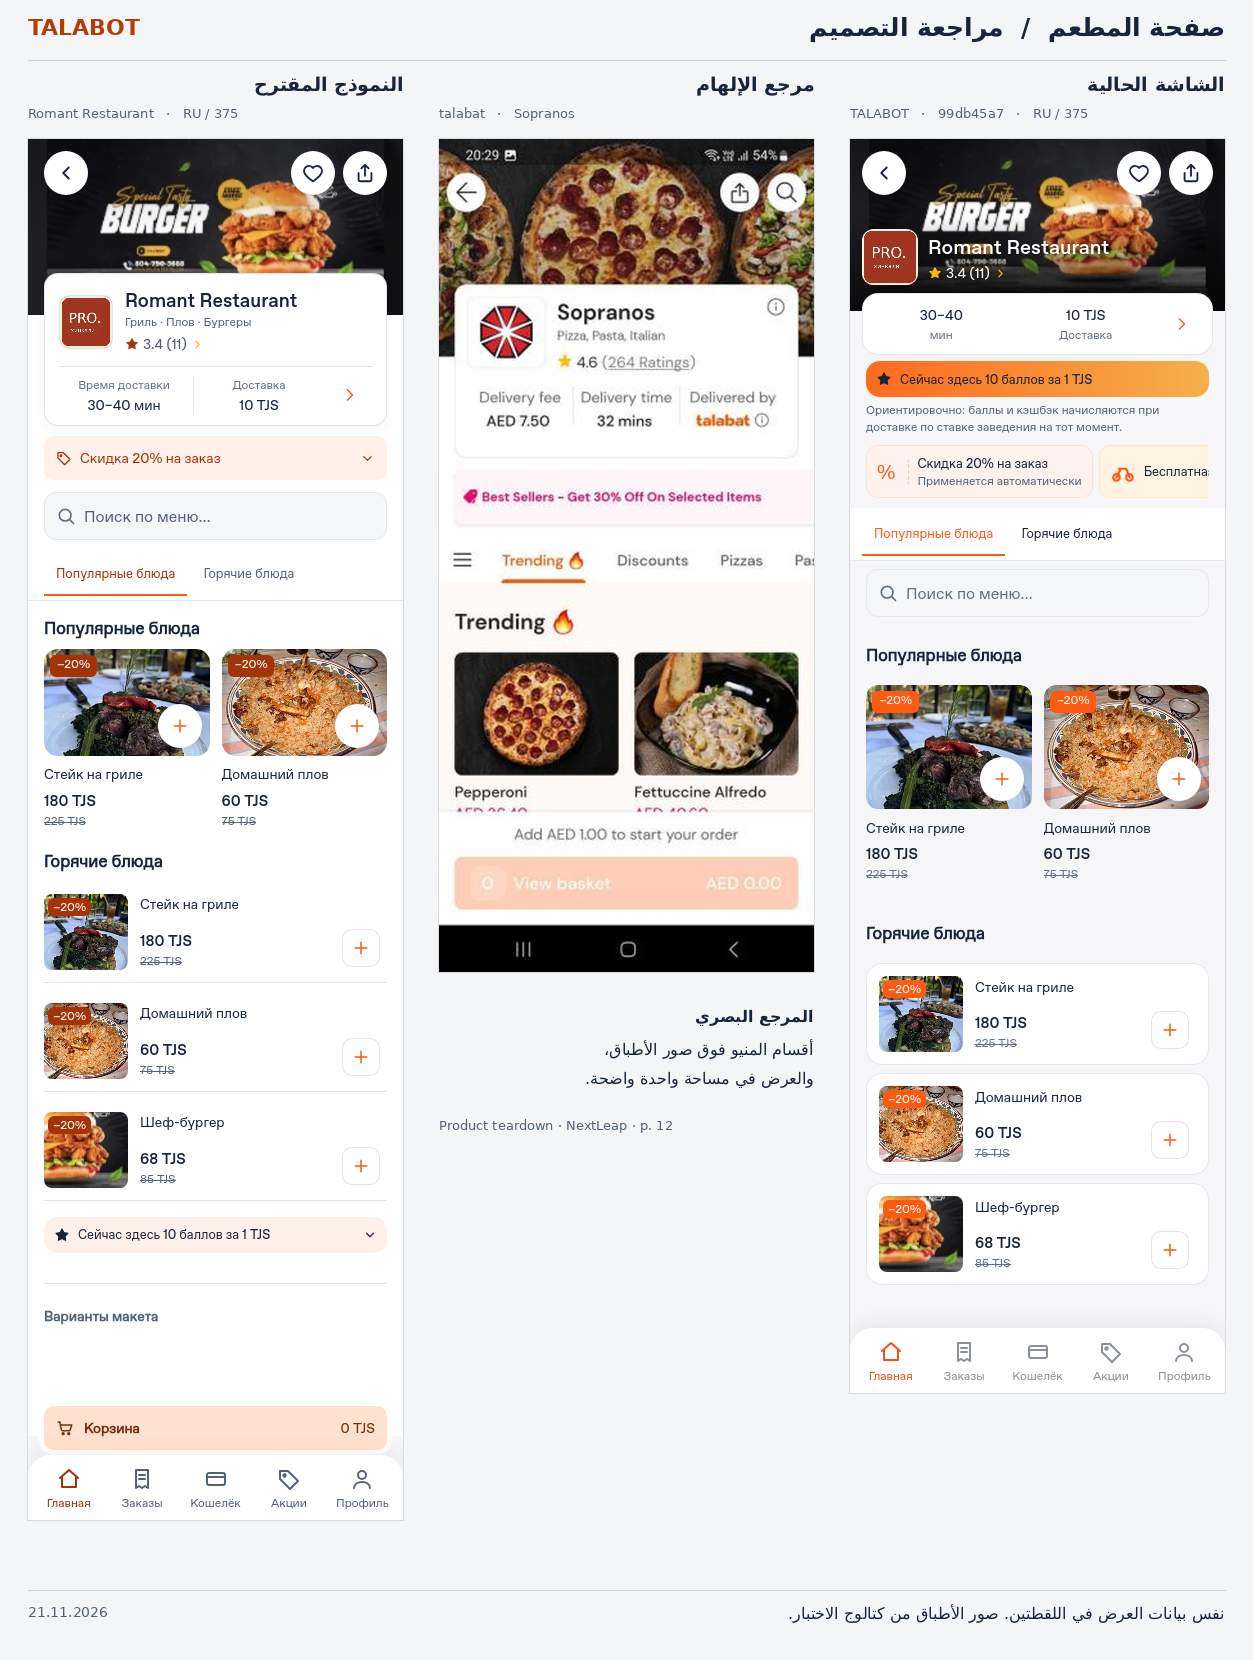 TALABOT
صفحة المطعم / مراجعة التصميم
الشاشة الحالية
TALABOT · 99db45a7 · RU / 375
Special Taste
BURGER
PRO.
Romant Restaurant
3.4 (11)
30–40
мин
10 TJS
Доставка
Сейчас здесь 10 баллов за 1 TJS
Ориентировочно: баллы и кэшбэк начисляются при
доставке по ставке заведения на тот момент.
%
Скидка 20% на заказ
Применяется автоматически
Популярные блюда
Горячие блюда
Поиск по меню...
Популярные блюда
−20%
−20%
Стейк на гриле
Домашний плов
180 TJS
60 TJS
225 TJS
75 TJS
Горячие блюда
−20%
Стейк на гриле
180 TJS
225 TJS
−20%
Домашний плов
60 TJS
75 TJS
−20%
Шеф-бургер
68 TJS
85 TJS
Главная
Заказы
Кошелёк
Акции
Профиль
مرجع الإلهام
talabat · Sopranos
20:29
54%
Sopranos
Pizza, Pasta, Italian
4.6 (264 Ratings)
Delivery fee
Delivery time
Delivered by
AED 7.50
32 mins
talabat
Best Sellers - Get 30% Off On Selected Items
Trending
Discounts
Pizzas
Trending
Pepperoni
Fettuccine Alfredo
Add AED 1.00 to start your order
0 View basket AED 0.00
المرجع البصري
أقسام المنيو فوق صور الأطباق،
والعرض في مساحة واحدة واضحة.
Product teardown · NextLeap · p. 12
النموذج المقترح
Romant Restaurant · RU / 375
Special Taste
BURGER
804-790-3688
PRO.
Romant Restaurant
Гриль · Плов · Бургеры
3.4 (11)
Время доставки
30–40 мин
Доставка
10 TJS
Скидка 20% на заказ
Поиск по меню...
Популярные блюда
Горячие блюда
Популярные блюда
−20%
−20%
Стейк на гриле
Домашний плов
180 TJS
60 TJS
225 TJS
75 TJS
Горячие блюда
−20%
Стейк на гриле
180 TJS
225 TJS
−20%
Домашний плов
60 TJS
75 TJS
−20%
Шеф-бургер
68 TJS
85 TJS
Сейчас здесь 10 баллов за 1 TJS
Варианты макета
Корзина
0 TJS
Главная
Заказы
Кошелёк
Акции
Профиль
21.11.2026
نفس بيانات العرض في اللقطتين. صور الأطباق من كتالوج الاختبار.